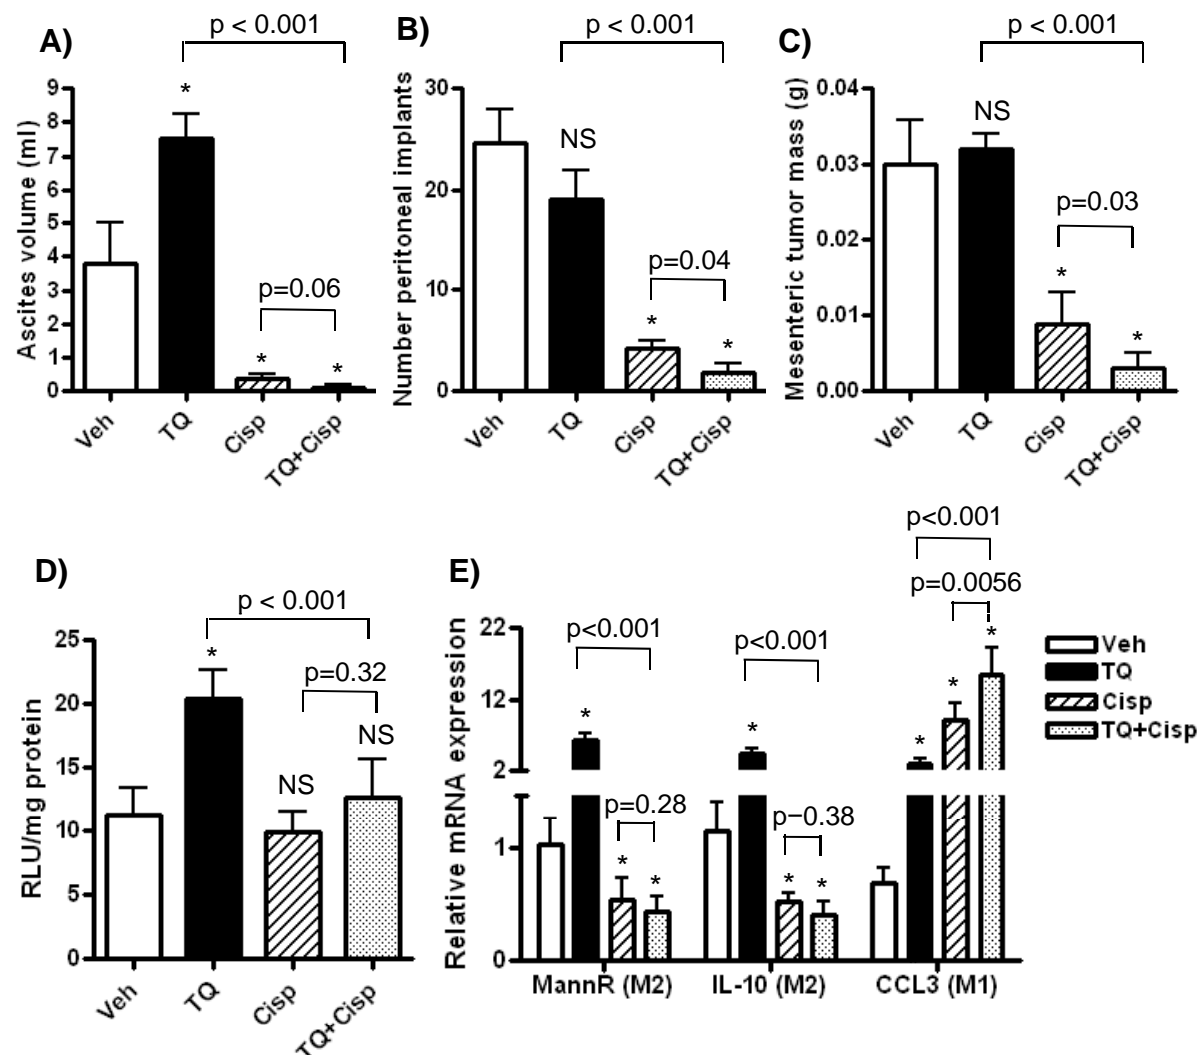 A)
p < 0.001
Ascites volume (ml)
9
8
7
6
5
4
3
2
1
0
*
p=0.06
*
*
Veh
TQ
Cisp
TQ+Cisp
B)
p < 0.001
Number peritoneal implants
30
20
10
0
NS
p=0.04
*
*
Veh
TQ
Cisp
TQ+Cisp
C)
p < 0.001
Mesenteric tumor mass (g)
0.04
0.03
0.02
0.01
0.00
NS
p=0.03
*
*
Veh
TQ
Cisp
TQ+Cisp
D)
p < 0.001
RLU/mg protein
25
20
15
10
5
0
*
p=0.32
NS
NS
Veh
TQ
Cisp
TQ+Cisp
E)
Relative mRNA expression
22
12
2
1
0
p<0.001
*
p=0.28
*
*
p<0.001
*
p−0.38
*
*
p<0.001
p=0.0056
*
*
*
MannR (M2)
IL-10 (M2)
CCL3 (M1)
Veh
TQ
Cisp
TQ+Cisp